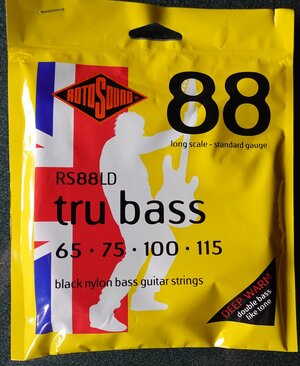 ROTOSOUND
88
long scale - standard gauge
RS88LD
tru bass
65 • 75 • 100 • 115
black nylon bass guitar strings
DEEP-WARM
double bass
like tone